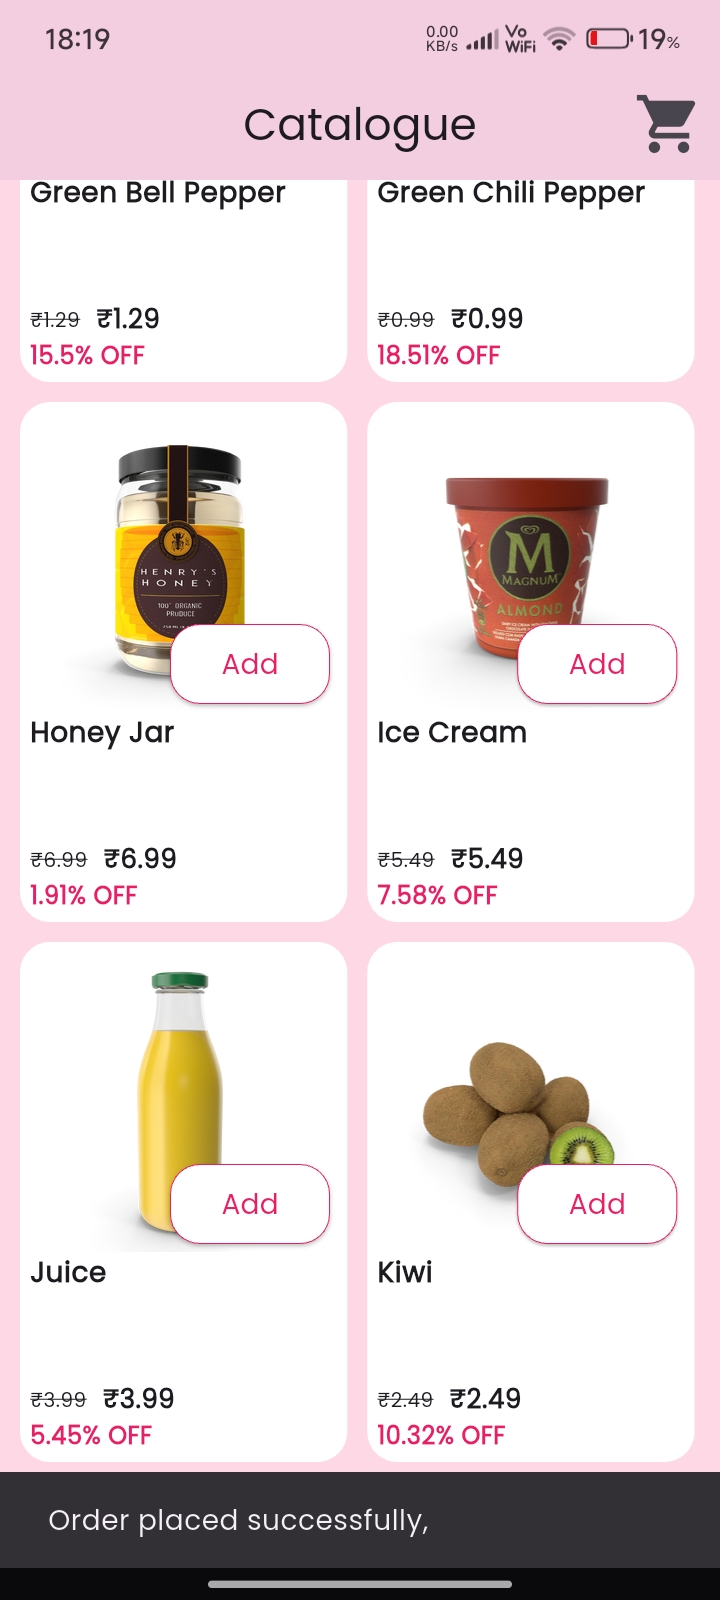 18:19
0.00 KB/s Vo WiFi 19%
Catalogue
Green Bell Pepper Green Chili Pepper
₹1.29 ₹1.29 ₹0.99 ₹0.99
15.5% OFF 18.51% OFF
HENRY'S
HONEY
100% ORGANIC
PRODUCE
M
MAGNUM
ALMOND
Add Add
Honey Jar Ice Cream
₹6.99 ₹6.99 ₹5.49 ₹5.49
1.91% OFF 7.58% OFF
Add Add
Juice Kiwi
₹3.99 ₹3.99 ₹2.49 ₹2.49
5.45% OFF 10.32% OFF
Order placed successfully,